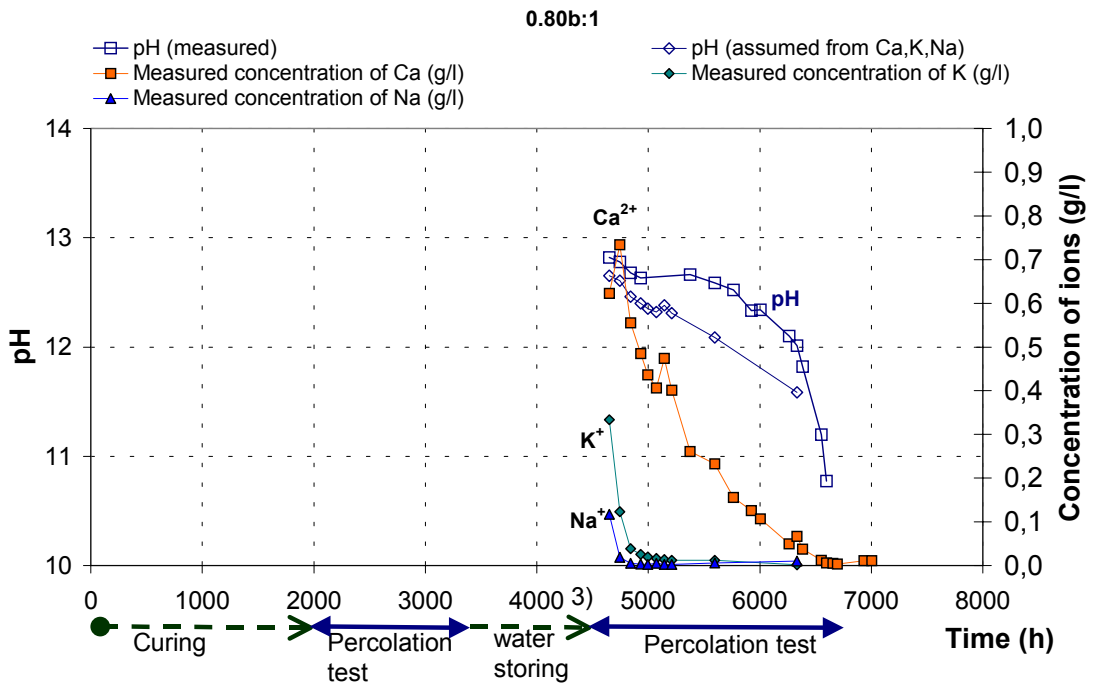 0.80b:1
pH (measured)
pH (assumed from Ca,K,Na)
Measured concentration of Ca (g/l)
Measured concentration of K (g/l)
Measured concentration of Na (g/l)
14
13
12
11
10
pH
1,0
0,9
0,8
0,7
0,6
0,5
0,4
0,3
0,2
0,1
0,0
Concentration of ions (g/l)
Ca²⁺
pH
K⁺
Na⁺
0 1000 2000 3000 4000 3) 5000 6000 7000 8000
Curing
Percolation
test
water
storing
Percolation test
Time (h)